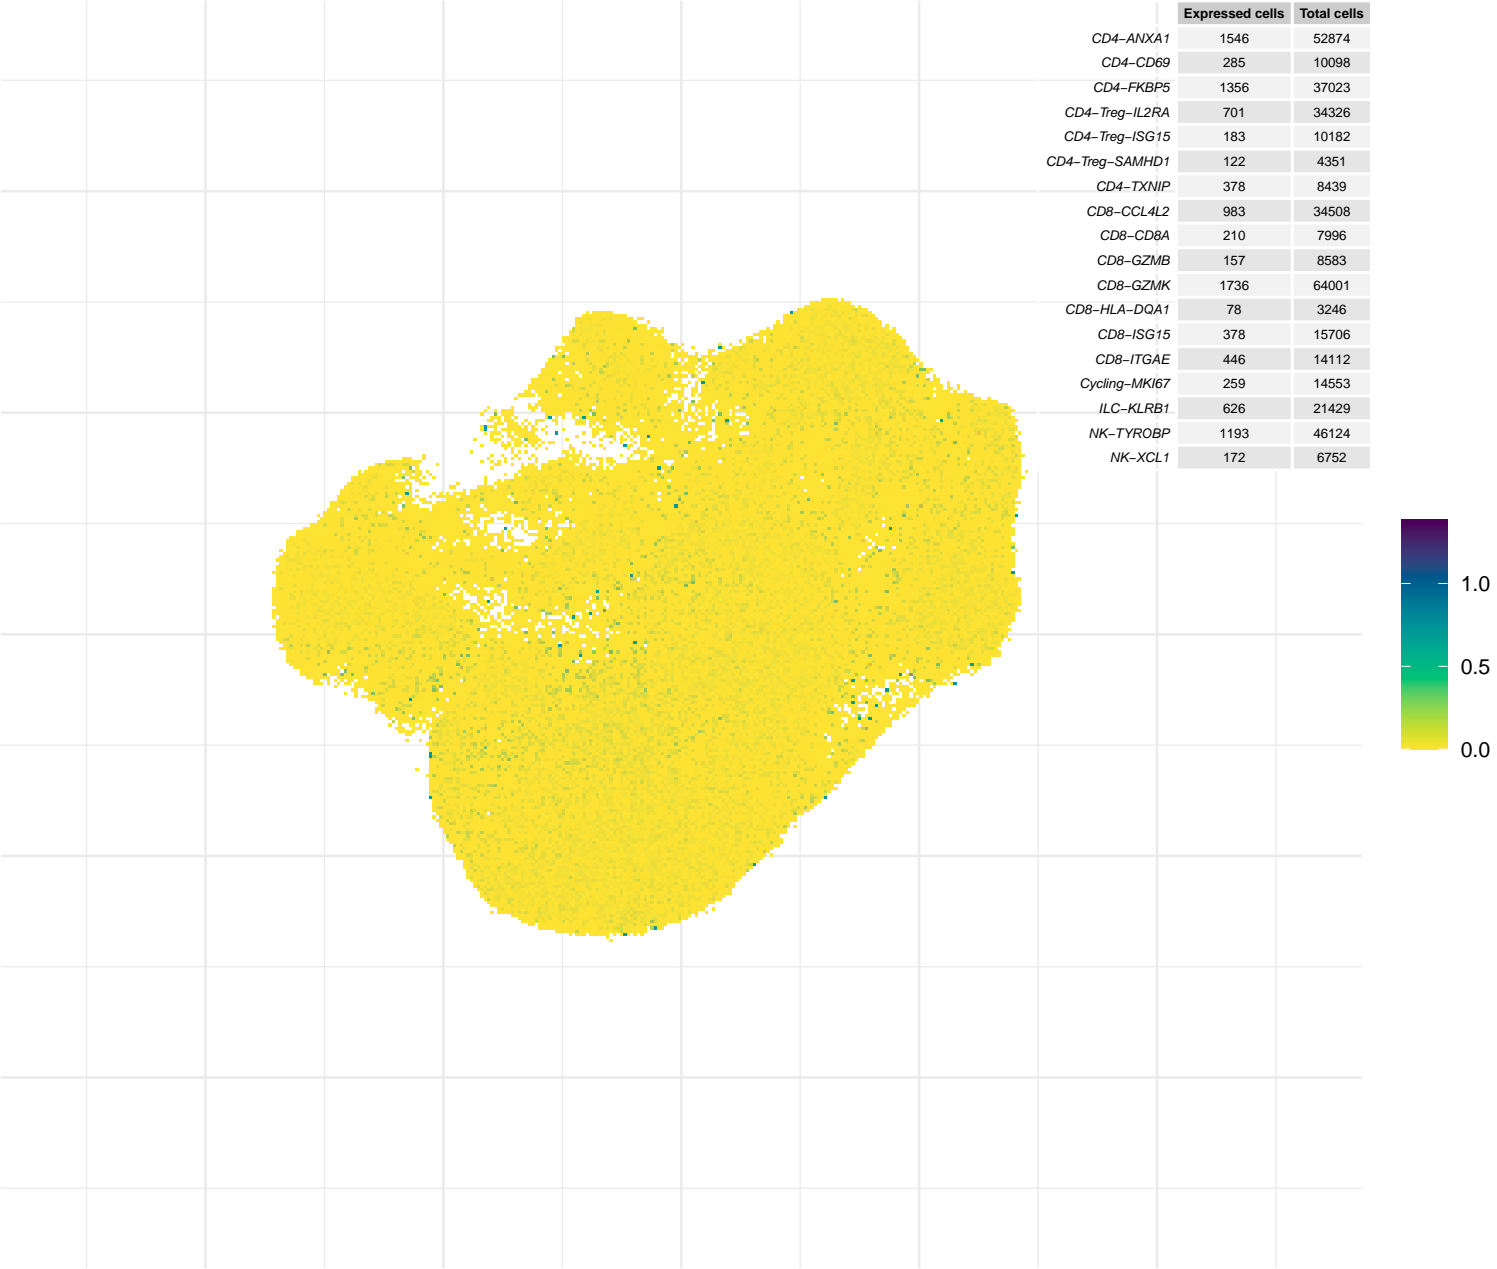 Expressed cells Total cells
CD4−ANXA1 1546 52874
CD4−CD69 285 10098
CD4−FKBP5 1356 37023
CD4−Treg−IL2RA 701 34326
CD4−Treg−ISG15 183 10182
CD4−Treg−SAMHD1 122 4351
CD4−TXNIP 378 8439
CD8−CCL4L2 983 34508
CD8−CD8A 210 7996
CD8−GZMB 157 8583
CD8−GZMK 1736 64001
CD8−HLA−DQA1 78 3246
CD8−ISG15 378 15706
CD8−ITGAE 446 14112
Cycling−MKI67 259 14553
ILC−KLRB1 626 21429
NK−TYROBP 1193 46124
NK−XCL1 172 6752
1.0
0.5
0.0